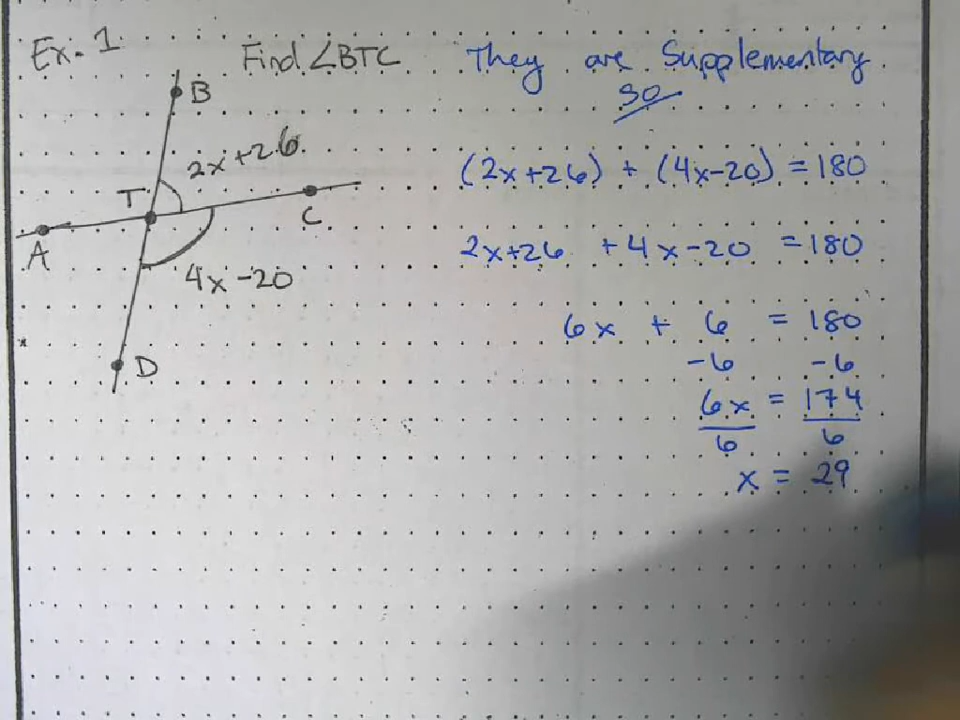 Ex. 1
Find ∠BTC
They are Supplementary
so
B
2x+26
T
C
A
4x-20
D
(2x+26) + (4x-20) = 180
2x+26 + 4x-20 = 180
6x + 6 = 180
-6 -6
6x = 174
6 6
x = 29